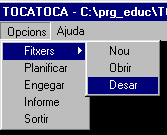 TOCATOCA - C:\prg_educ\TO
Opcions Ajuda
Fitxers Nou
Planificar Obrir
Engegar Desar
Informe
Sortir